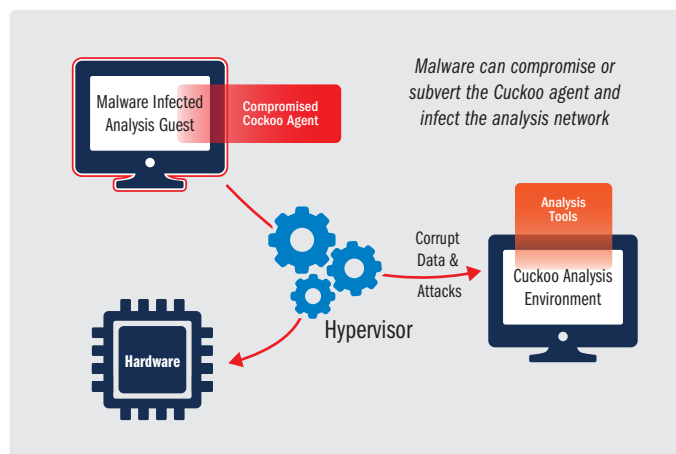 Malware Infected
Analysis Guest
Compromised
Cockoo Agent
Malware can compromise or
subvert the Cuckoo agent and
infect the analysis network
Analysis
Tools
Corrupt
Data &
Attacks
Cuckoo Analysis
Environment
Hypervisor
Hardware